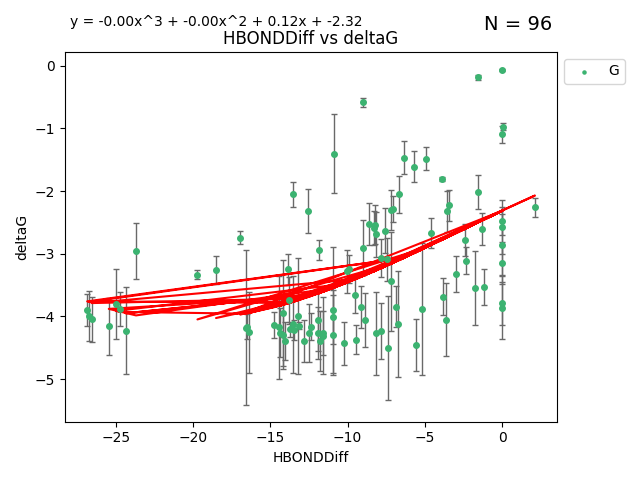 y = -0.00x^3 + -0.00x^2 + 0.12x + -2.32
N = 96
HBONDDiff vs deltaG
G
deltaG
0
−1
−2
−3
−4
−5
−25
−20
−15
−10
−5
0
HBONDDiff